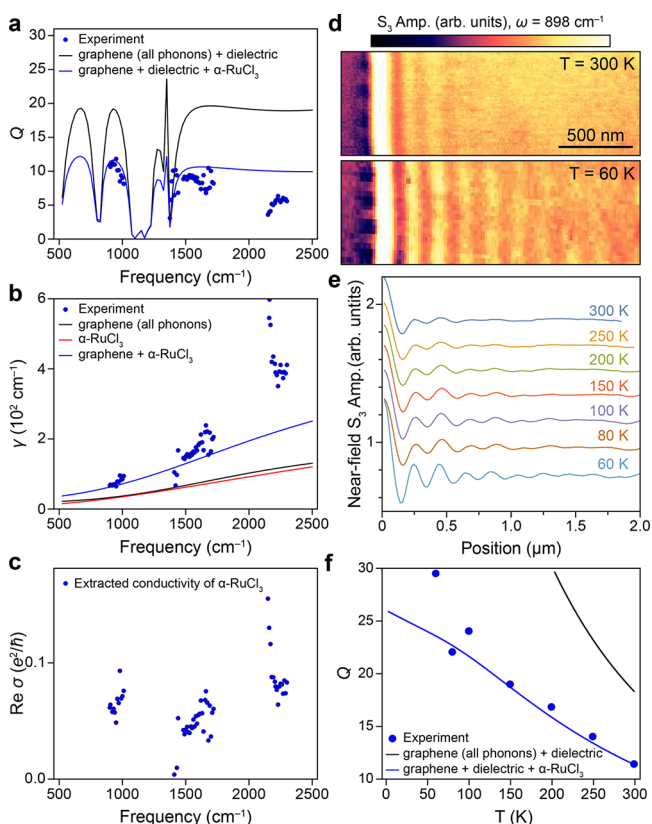 a
30
25
20
15
10
5
0
Q
Experiment
graphene (all phonons) + dielectric
graphene + dielectric + α-RuCl₃
500 1000 1500 2000 2500
Frequency (cm⁻¹)
b
6
4
2
0
γ (10² cm⁻¹)
Experiment
graphene (all phonons)
α-RuCl₃
graphene + α-RuCl₃
500 1000 1500 2000 2500
Frequency (cm⁻¹)
c
0.1
0.0
Re σ (e²/ℏ)
Extracted conductivity of α-RuCl₃
500 1000 1500 2000 2500
Frequency (cm⁻¹)
d
S₃ Amp. (arb. units), ω = 898 cm⁻¹
T = 300 K
500 nm
T = 60 K
e
2
1
Near-field S₃ Amp.(arb. untits)
300 K
250 K
200 K
150 K
100 K
80 K
60 K
0 0.5 1.0 1.5 2.0
Position (μm)
f
30
25
20
15
10
Q
Experiment
graphene (all phonons) + dielectric
graphene + dielectric + α-RuCl₃
0 50 100 150 200 250 300
T (K)